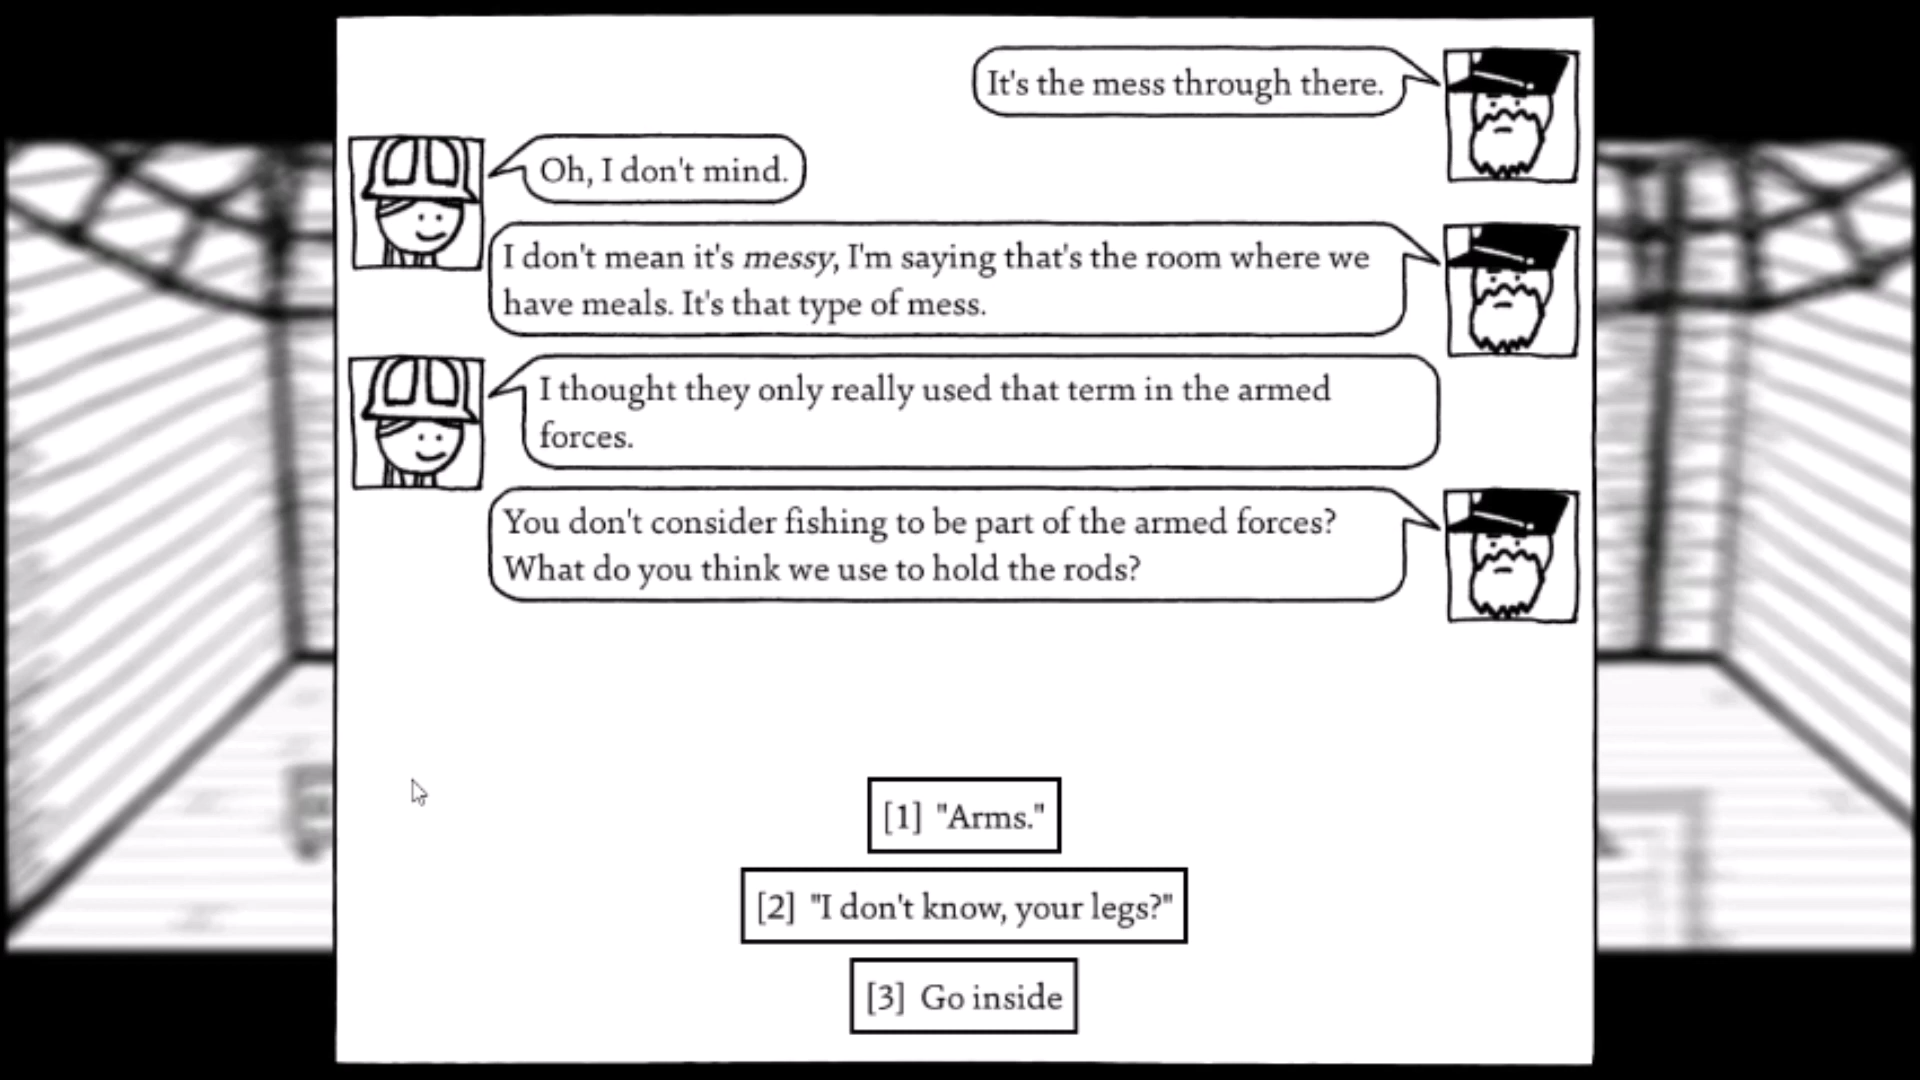 It's the mess through there.
Oh, I don't mind.
I don't mean it's messy, I'm saying that's the room where we
have meals. It's that type of mess.
I thought they only really used that term in the armed
forces.
You don't consider fishing to be part of the armed forces?
What do you think we use to hold the rods?
[1] "Arms."
[2] "I don't know, your legs?"
[3] Go inside